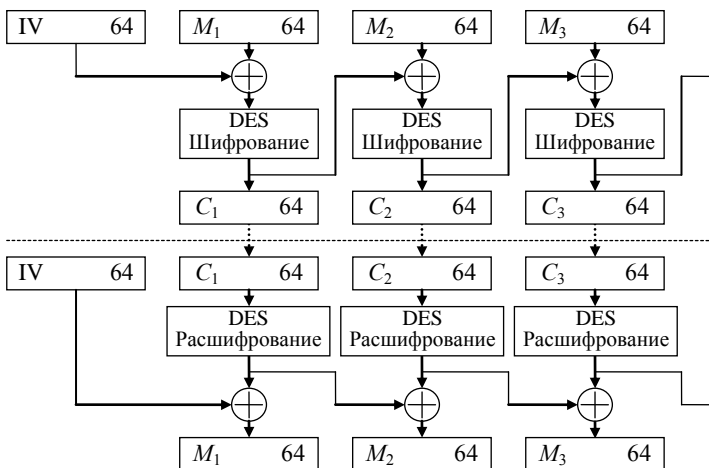 IV 64 M₁ 64 M₂ 64 M₃ 64
DES DES DES
Шифрование Шифрование Шифрование
C₁ 64 C₂ 64 C₃ 64
IV 64 C₁ 64 C₂ 64 C₃ 64
DES DES DES
Расшифрование Расшифрование Расшифрование
M₁ 64 M₂ 64 M₃ 64